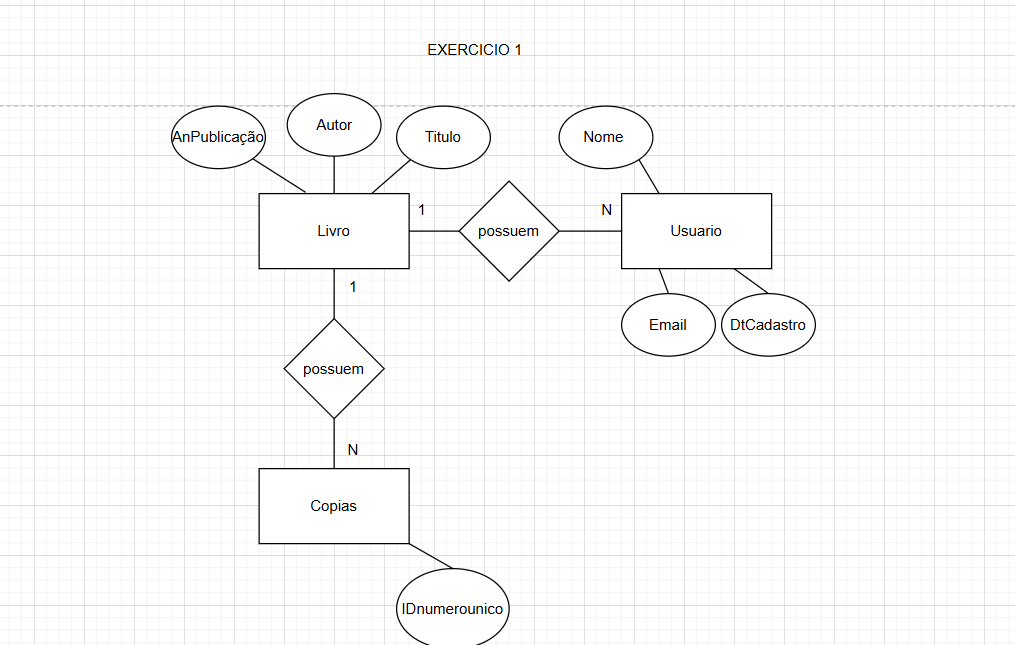 EXERCICIO 1
AnPublicação
Autor
Titulo
Nome
Livro
1
possuem
N
Usuario
1
Email
DtCadastro
possuem
N
Copias
IDnumerounico